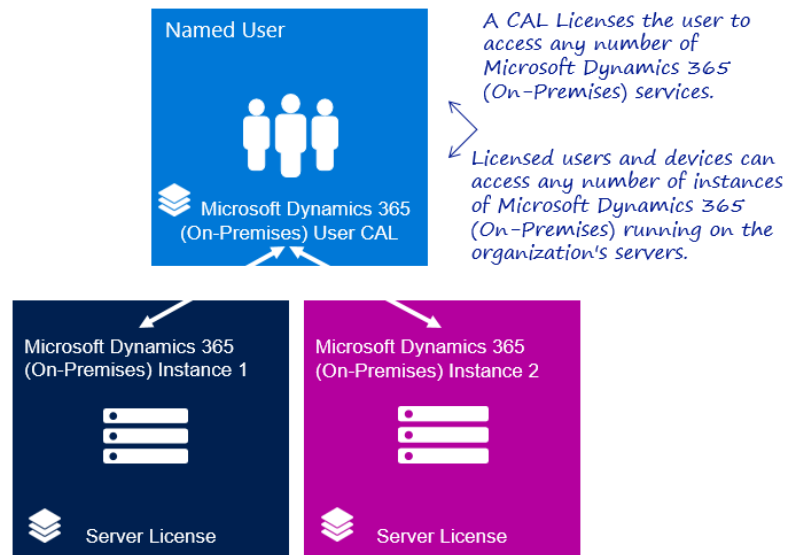 Named User
Microsoft Dynamics 365
(On-Premises) User CAL
A CAL Licenses the user to
access any number of
Microsoft Dynamics 365
(On-Premises) services.
Licensed users and devices can
access any number of instances
of Microsoft Dynamics 365
(On-Premises) running on the
organization's servers.
Microsoft Dynamics 365
(On-Premises) Instance 1
Server License
Microsoft Dynamics 365
(On-Premises) Instance 2
Server License